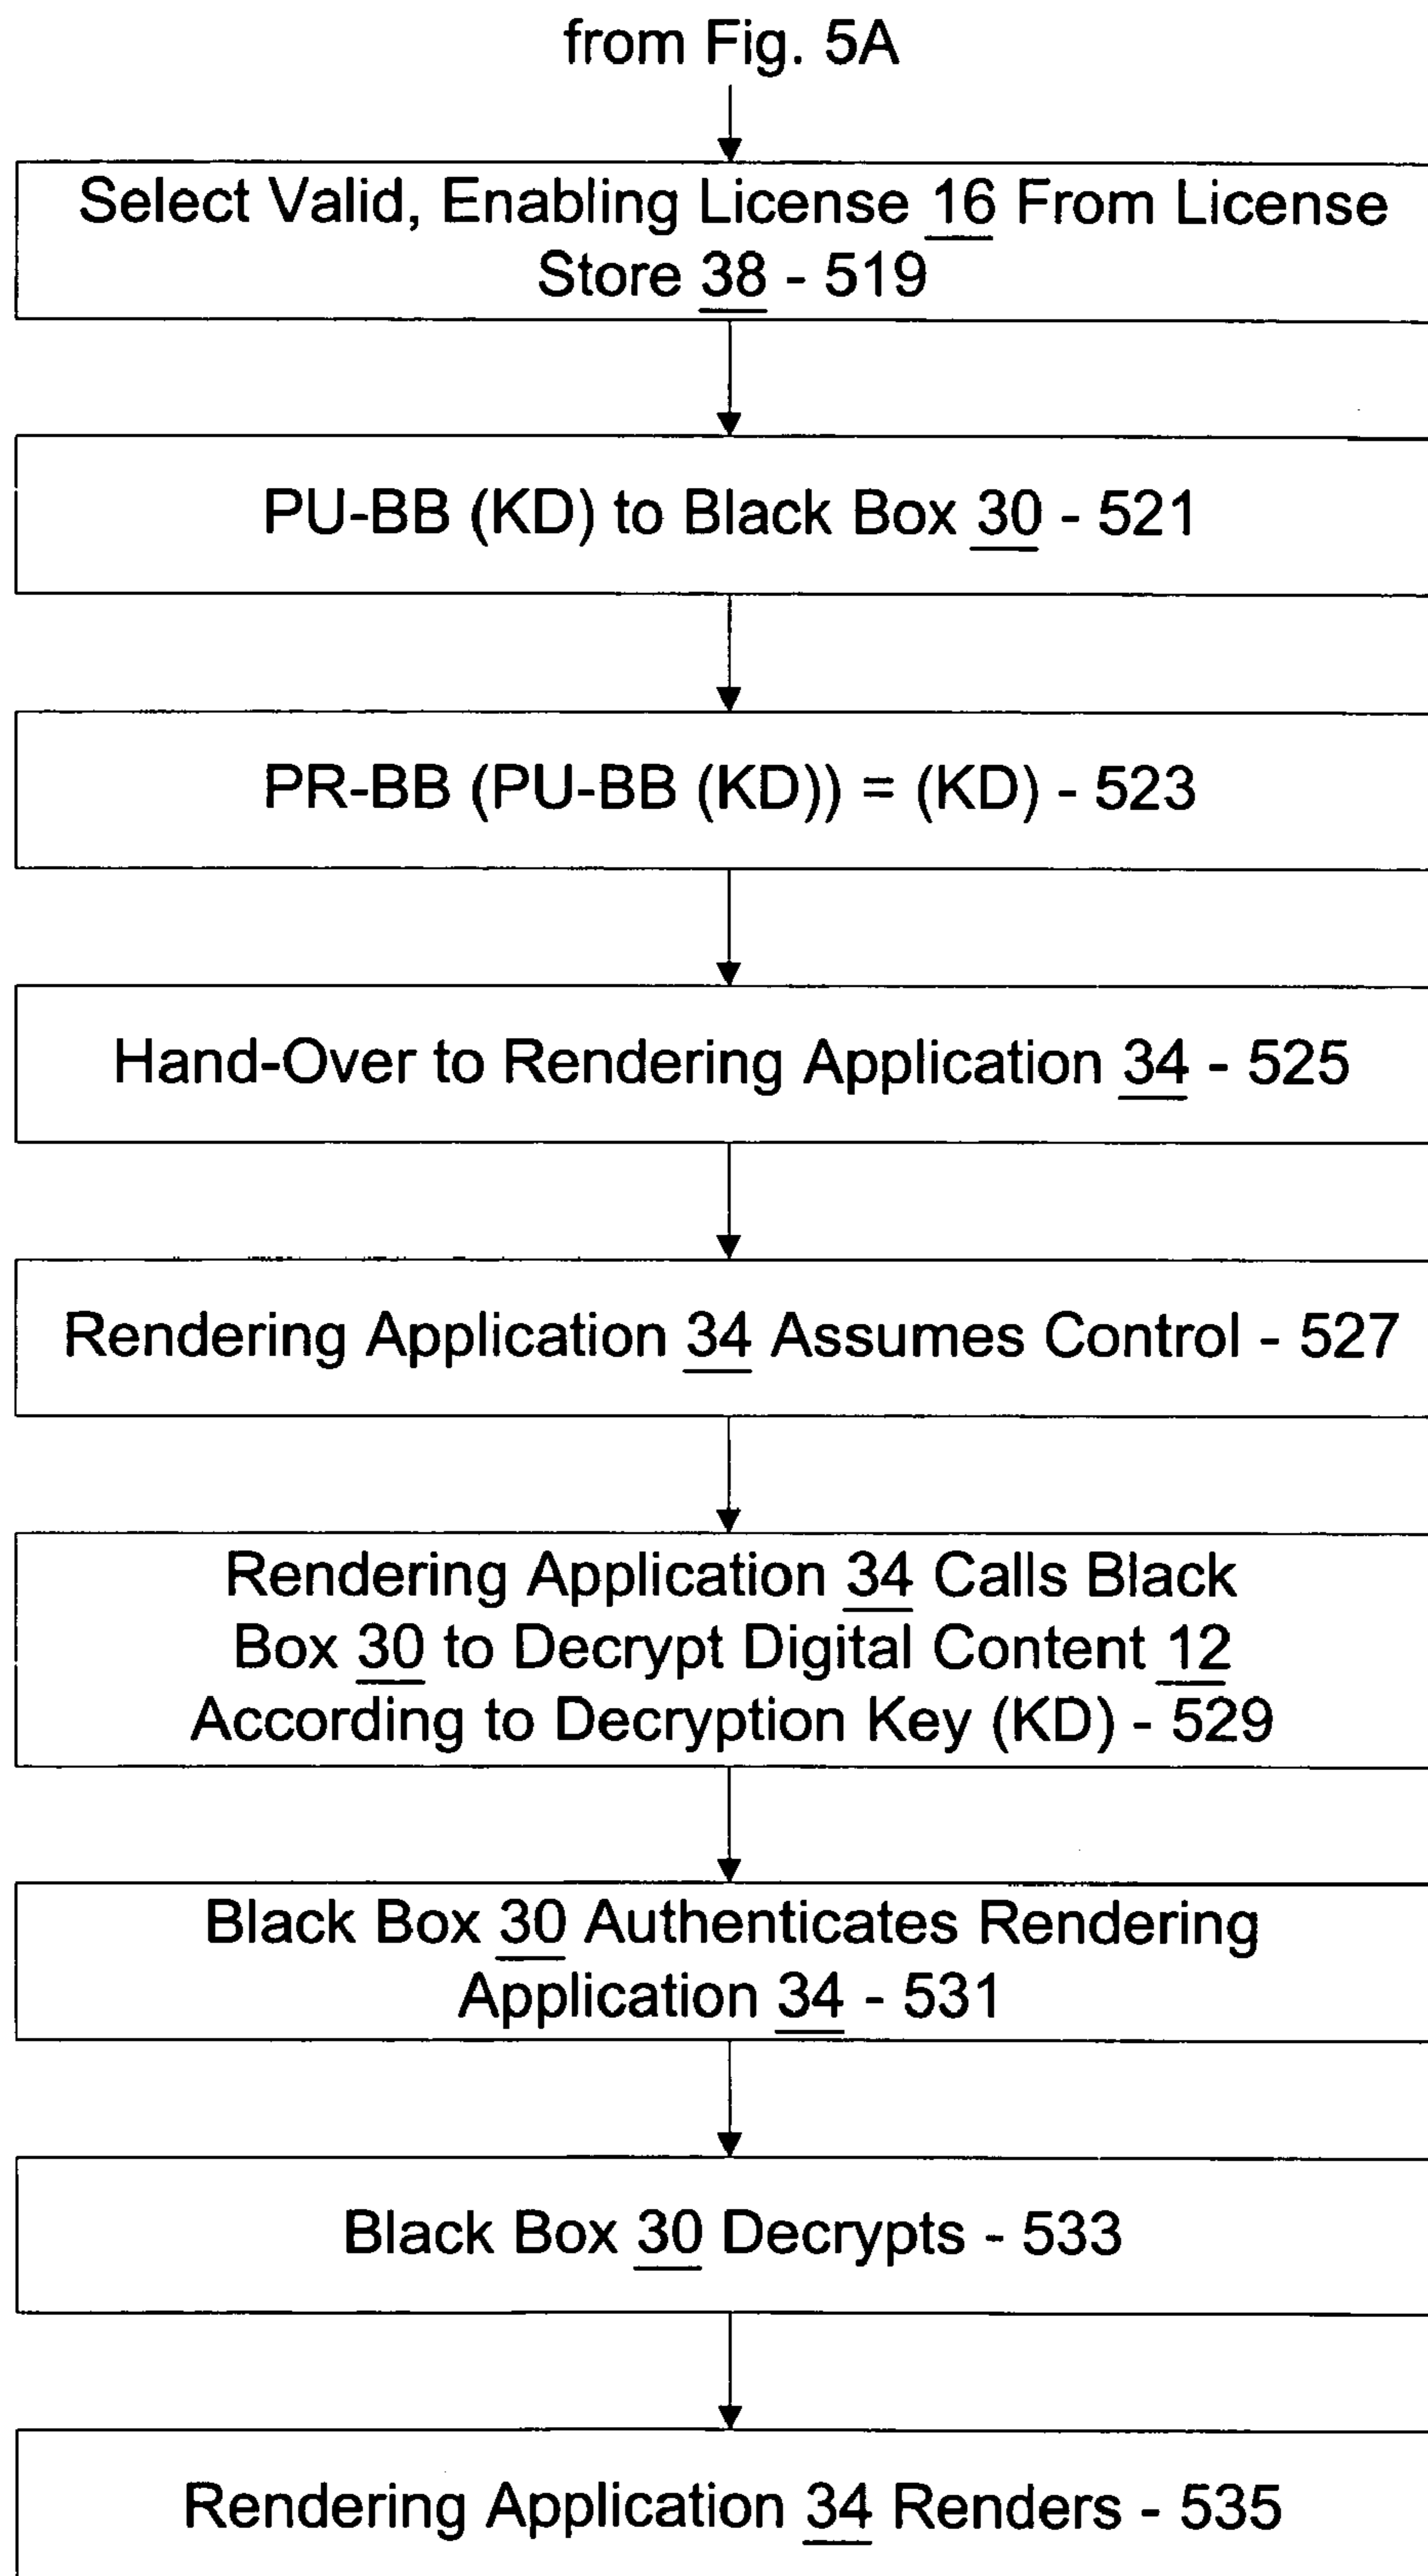 from Fig. 5A
Select Valid, Enabling License 16 From License
Store 38 - 519
PU-BB (KD) to Black Box 30 - 521
PR-BB (PU-BB (KD)) = (KD) - 523
Hand-Over to Rendering Application 34 - 525
Rendering Application 34 Assumes Control - 527
Rendering Application 34 Calls Black
Box 30 to Decrypt Digital Content 12
According to Decryption Key (KD) - 529
Black Box 30 Authenticates Rendering
Application 34 - 531
Black Box 30 Decrypts - 533
Rendering Application 34 Renders - 535